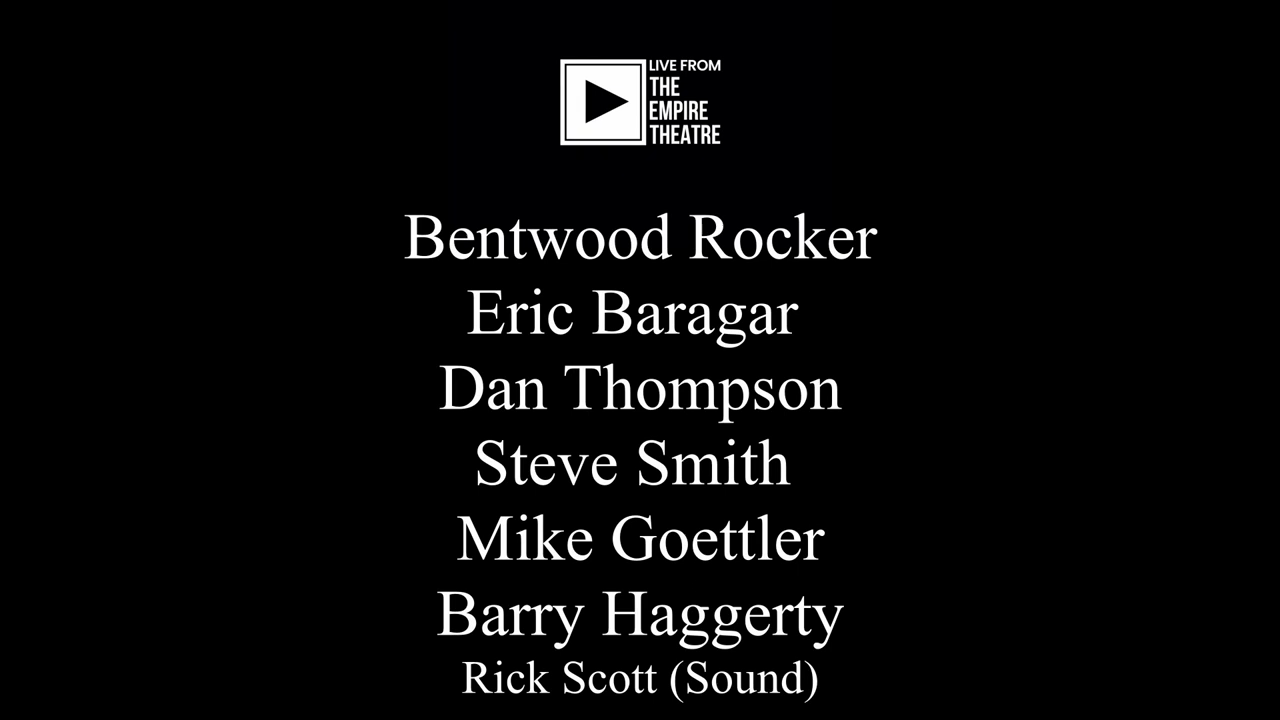 LIVE FROM
THE
EMPIRE
THEATRE
Bentwood Rocker
Eric Baragar
Dan Thompson
Steve Smith
Mike Goettler
Barry Haggerty
Rick Scott (Sound)